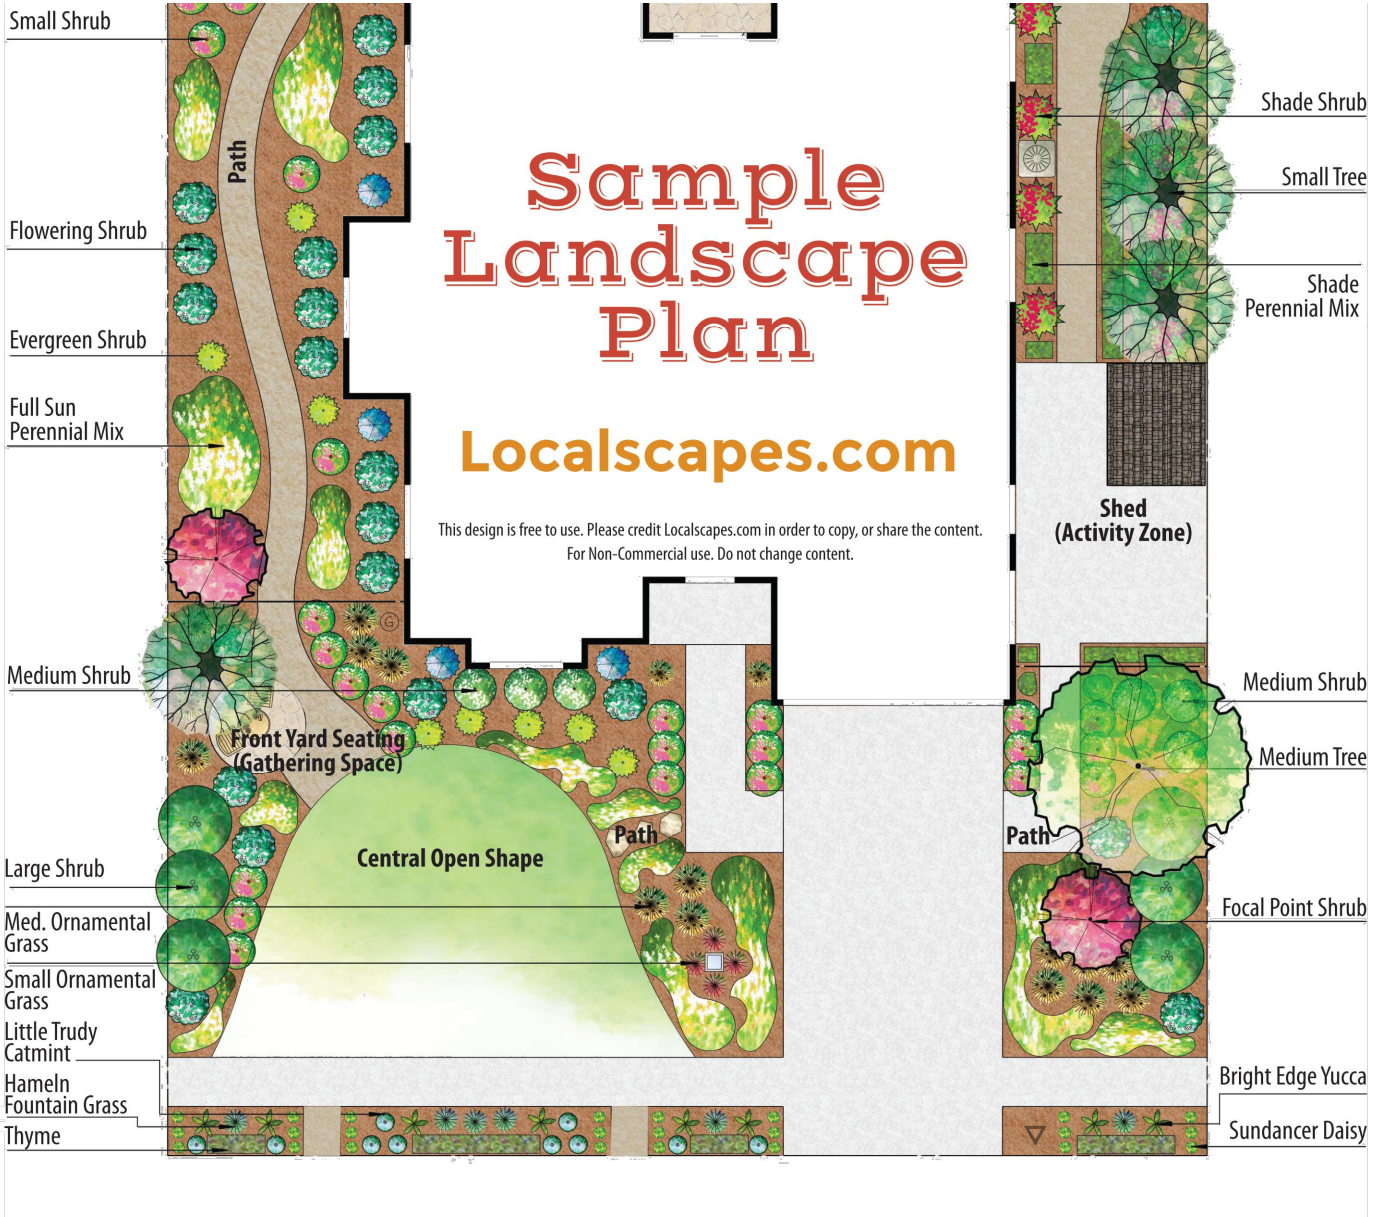 Small Shrub
Flowering Shrub
Evergreen Shrub
Full Sun
Perennial Mix
Medium Shrub
Large Shrub
Med. Ornamental
Grass
Small Ornamental
Grass
Little Trudy
Catmint
Hameln
Fountain Grass
Thyme
Path
Sample
Landscape
Plan
Localscapes.com
This design is free to use. Please credit Localscapes.com in order to copy, or share the content.
For Non-Commercial use. Do not change content.
G
Front Yard Seating
(Gathering Space)
Central Open Shape
Path
Shed
(Activity Zone)
Path
Shade Shrub
Small Tree
Shade
Perennial Mix
Medium Shrub
Medium Tree
Focal Point Shrub
Bright Edge Yucca
Sundancer Daisy